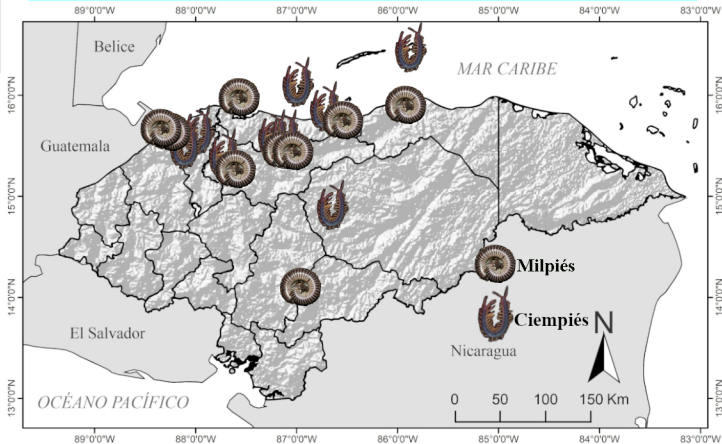 89°0'0"W 88°0'0"W 87°0'0"W 86°0'0"W 85°0'0"W 84°0'0"W 83°0'0"W
Belice
MAR CARIBE
16°0'0"N 16°0'0"N
Guatemala
15°0'0"N 15°0'0"N
Milpiés
14°0'0"N 14°0'0"N
Ciempiés N
El Salvador
Nicaragua
OCÉANO PACÍFICO
0 50 100 150 Km
13°0'0"N 13°0'0"N
89°0'0"W 88°0'0"W 87°0'0"W 86°0'0"W 85°0'0"W 84°0'0"W 83°0'0"W